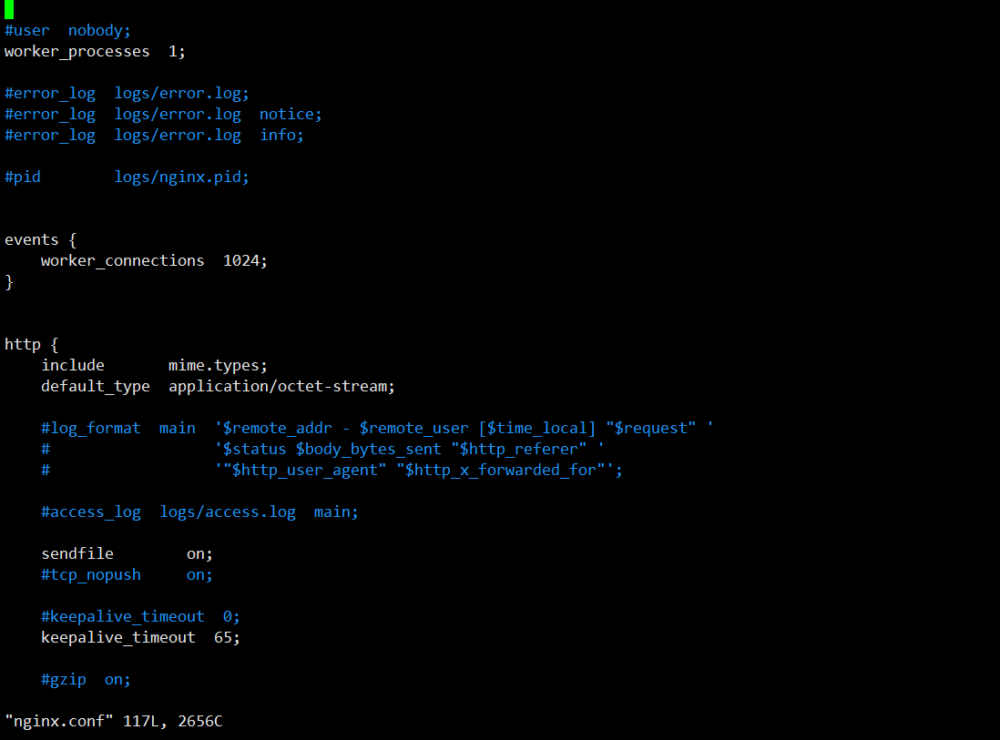 #user  nobody;
worker_processes  1;
#error_log  logs/error.log;
#error_log  logs/error.log  notice;
#error_log  logs/error.log  info;
#pid        logs/nginx.pid;
events {
    worker_connections  1024;
}
http {
    include       mime.types;
    default_type  application/octet-stream;
    #log_format  main  '$remote_addr - $remote_user [$time_local] "$request" '
    #                  '$status $body_bytes_sent "$http_referer" '
    #                  '"$http_user_agent" "$http_x_forwarded_for"';
    #access_log  logs/access.log  main;
    sendfile        on;
    #tcp_nopush     on;
    #keepalive_timeout  0;
    keepalive_timeout  65;
    #gzip  on;
"nginx.conf" 117L, 2656C